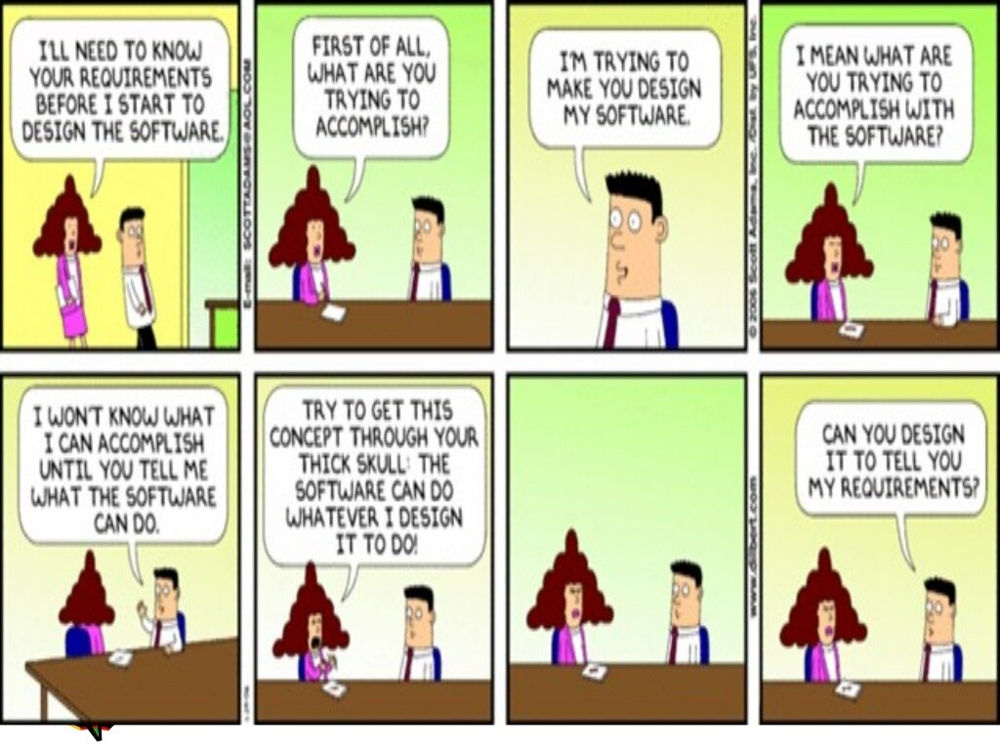 I'LL NEED TO KNOW
YOUR REQUIREMENTS
BEFORE I START TO
DESIGN THE SOFTWARE.
E-mail: SCOTTADAMS@AOL.COM
FIRST OF ALL,
WHAT ARE YOU
TRYING TO
ACCOMPLISH?
I'M TRYING TO
MAKE YOU DESIGN
MY SOFTWARE.
© 2006 Scott Adams, Inc./Dist. by UFS, Inc.
I MEAN WHAT ARE
YOU TRYING TO
ACCOMPLISH WITH
THE SOFTWARE?
I WON'T KNOW WHAT
I CAN ACCOMPLISH
UNTIL YOU TELL ME
WHAT THE SOFTWARE
CAN DO.
TRY TO GET THIS
CONCEPT THROUGH YOUR
THICK SKULL: THE
SOFTWARE CAN DO
WHATEVER I DESIGN
IT TO DO!
www.dilbert.com
CAN YOU DESIGN
IT TO TELL YOU
MY REQUIREMENTS?